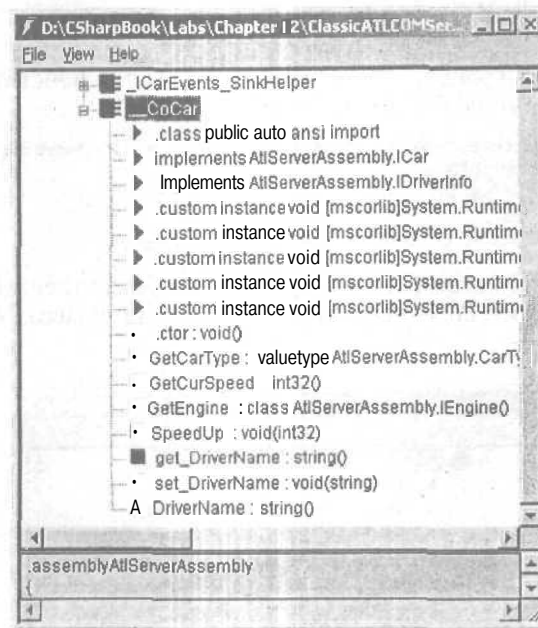 D:\CSharpBook\Labs\Chapter 12\ClassicATLCOMSer...
File View Help
_ICarEvents_SinkHelper
__CoCar
.class public auto ansi import
implements AtlServerAssembly.ICar
Implements AtlServerAssembly.IDriverInfo
.custom instance void [mscorlib]System.Runtim
.custom instance void [mscorlib]System.Runtim
.custom instance void [mscorlib]System.Runtim
.custom instance void [mscorlib]System.Runtim
.custom instance void [mscorlib]System.Runtim
.ctor : void()
GetCarType : valuetype AtlServerAssembly.CarTy
GetCurSpeed int32()
GetEngine : class AtlServerAssembly.IEngine()
SpeedUp : void(int32)
get_DriverName : string()
set_DriverName : void(string)
A DriverName : string()
.assembly AtlServerAssembly
{